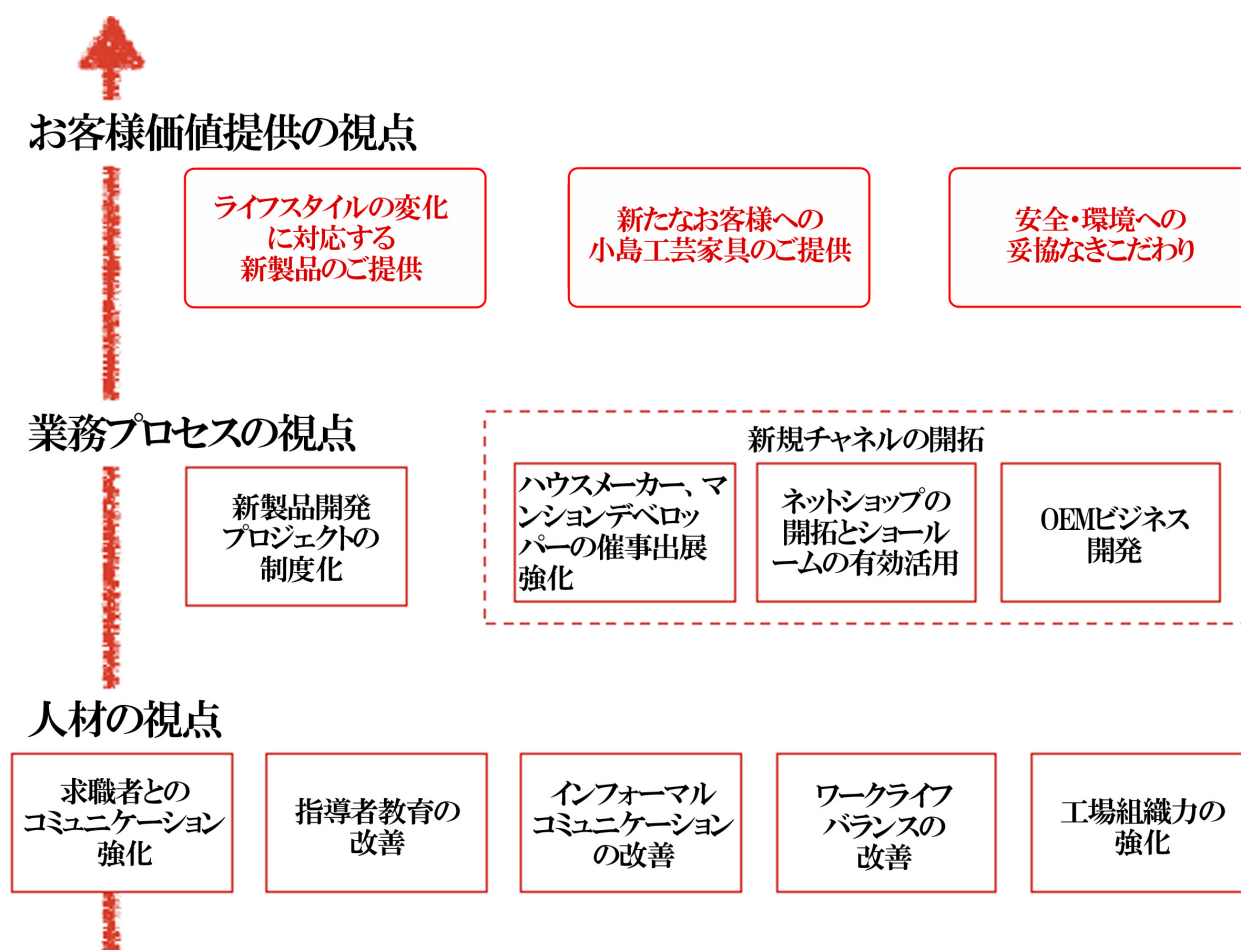 お客様価値提供の視点
ライフスタイルの変化
に対応する
新製品のご提供
新たなお客様への
小島工芸家具のご提供
安全・環境への
妥協なきこだわり
業務プロセスの視点
新規チャネルの開拓
新製品開発
プロジェクトの
制度化
ハウスメーカー、マ
ンションデベロッ
パーの催事出展
強化
ネットショップの
開拓とショール
ームの有効活用
OEMビジネス
開発
人材の視点
求職者との
コミュニケーション
強化
指導者教育の
改善
インフォーマル
コミュニケーション
の改善
ワークライフ
バランスの
改善
工場組織力の
強化